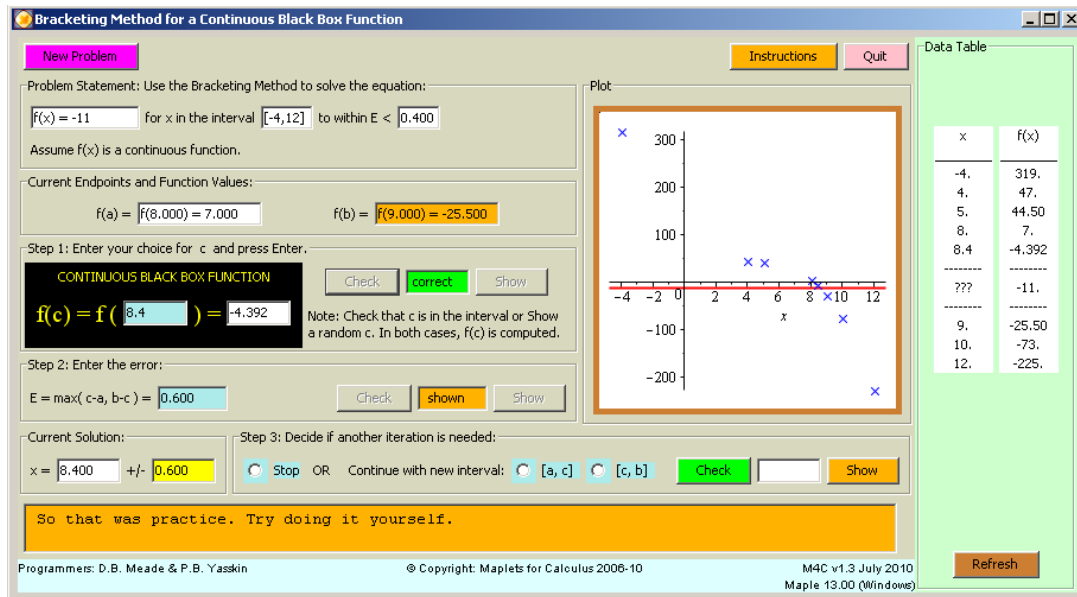 Bracketing Method for a Continuous Black Box Function
New Problem
Instructions
Quit
Problem Statement: Use the Bracketing Method to solve the equation:
f(x) = -11 for x in the interval [-4,12] to within E < 0.400
Assume f(x) is a continuous function.
Current Endpoints and Function Values:
f(a) = f(8.000) = 7.000 f(b) = f(9.000) = -25.500
Step 1: Enter your choice for c and press Enter.
CONTINUOUS BLACK BOX FUNCTION
f(c) = f ( 8.4 ) = -4.392
Check correct Show
Note: Check that c is in the interval or Show
a random c. In both cases, f(c) is computed.
Step 2: Enter the error:
E = max( c-a, b-c ) = 0.600
Check shown Show
Plot
300
200
100
-4 -2 0 2 4 6 8 10 12
x
-100
-200
Current Solution:
x = 8.400 +/- 0.600
Step 3: Decide if another iteration is needed:
Stop OR Continue with new interval: [a, c] [c, b] Check Show
So that was practice. Try doing it yourself.
Programmers: D.B. Meade & P.B. Yasskin
© Copyright: Maplets for Calculus 2006-10
M4C v1.3 July 2010
Maple 13.00 (Windows)
Data Table
x f(x)
-4. 319.
4. 47.
5. 44.50
8. 7.
8.4 -4.392
-------- --------
??? -11.
-------- --------
9. -25.50
10. -73.
12. -225.
Refresh